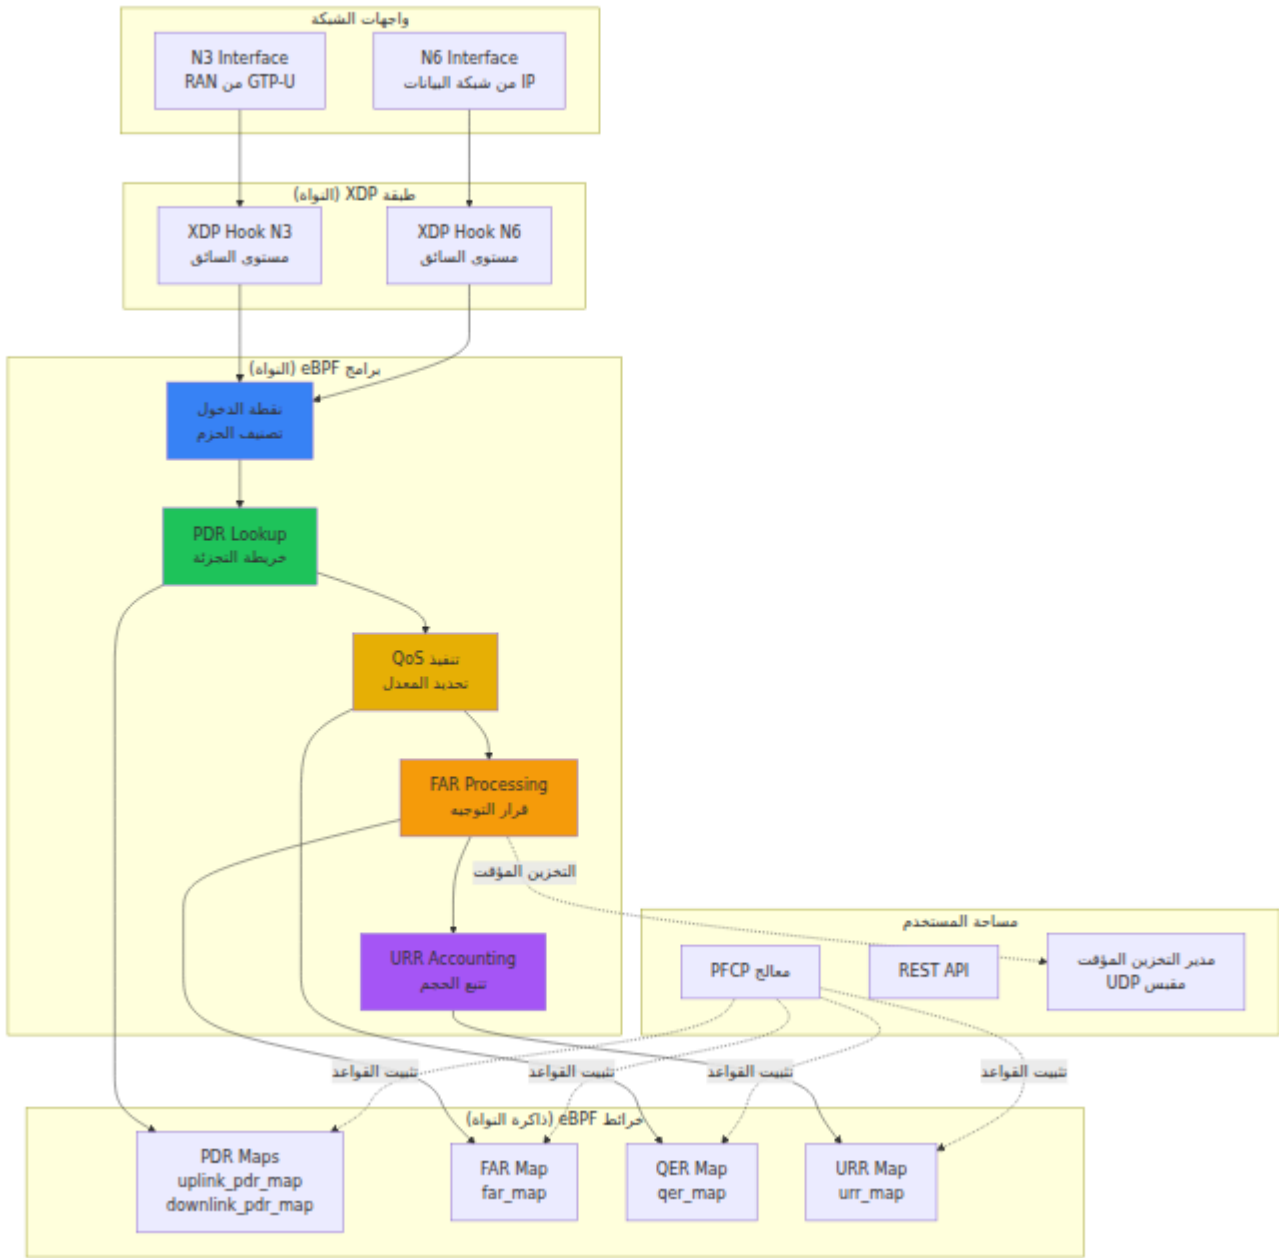 واجهات الشبكة
N3 Interface
GTP-U من RAN
N6 Interface
IP من شبكة البيانات
طبقة XDP (النواة)
XDP Hook N3
مستوى السائق
XDP Hook N6
مستوى السائق
برامج eBPF (النواة)
نقطة الدخول
تصنيف الحزم
PDR Lookup
خريطة التجزئة
تنفيذ QoS
تحديد المعدل
FAR Processing
قرار التوجيه
التخزين المؤقت
URR Accounting
تتبع الحجم
مساحة المستخدم
معالج PFCP
REST API
مدير التخزين المؤقت
مقبس UDP
تثبيت القواعد
تثبيت القواعد
تثبيت القواعد
تثبيت القواعد
خرائط eBPF (ذاكرة النواة)
PDR Maps
uplink_pdr_map
downlink_pdr_map
FAR Map
far_map
QER Map
qer_map
URR Map
urr_map